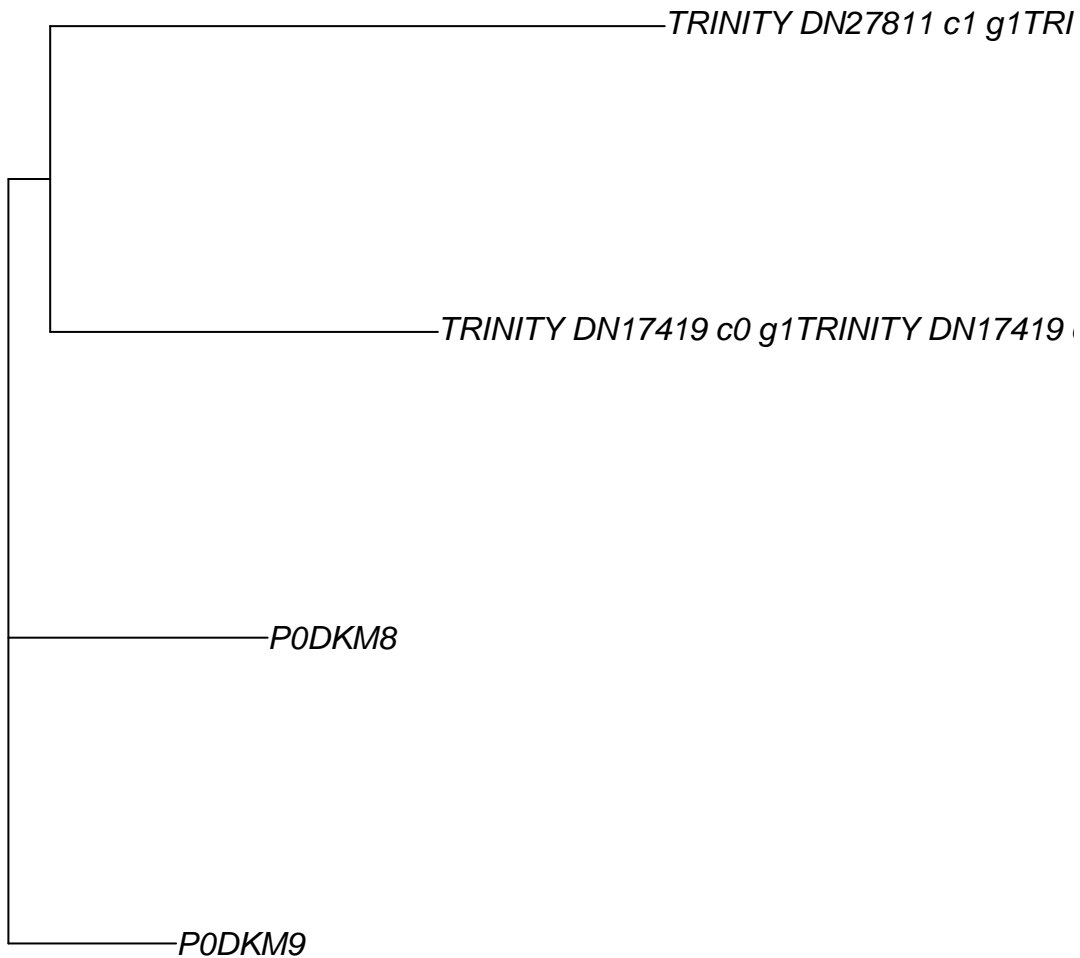 TRINITY DN27811 c1 g1TRI
TRINITY DN17419 c0 g1TRINITY DN17419
P0DKM8
P0DKM9